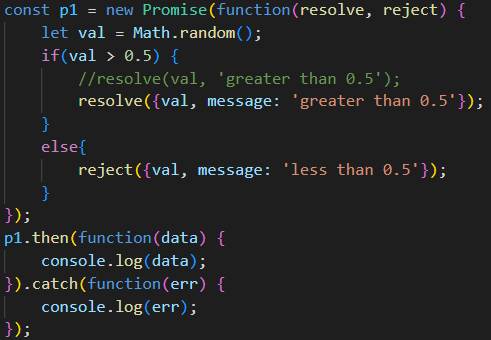 const p1 = new Promise(function(resolve, reject) {
    let val = Math.random();
    if(val > 0.5) {
        //resolve(val, 'greater than 0.5');
        resolve({val, message: 'greater than 0.5'});
    }
    else{
        reject({val, message: 'less than 0.5'});
    }
});
p1.then(function(data) {
    console.log(data);
}).catch(function(err) {
    console.log(err);
});